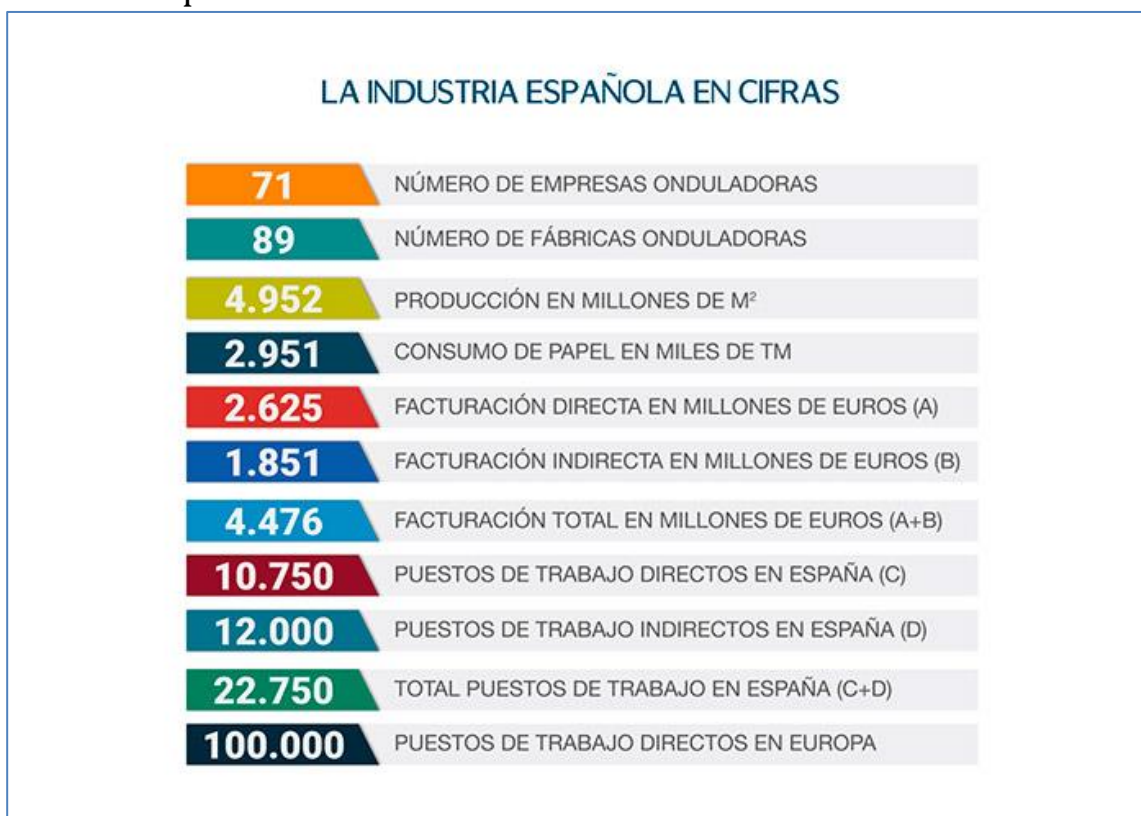 LA INDUSTRIA ESPAÑOLA EN CIFRAS
71 NÚMERO DE EMPRESAS ONDULADORAS
89 NÚMERO DE FÁBRICAS ONDULADORAS
4.952 PRODUCCIÓN EN MILLONES DE M²
2.951 CONSUMO DE PAPEL EN MILES DE TM
2.625 FACTURACIÓN DIRECTA EN MILLONES DE EUROS (A)
1.851 FACTURACIÓN INDIRECTA EN MILLONES DE EUROS (B)
4.476 FACTURACIÓN TOTAL EN MILLONES DE EUROS (A+B)
10.750 PUESTOS DE TRABAJO DIRECTOS EN ESPAÑA (C)
12.000 PUESTOS DE TRABAJO INDIRECTOS EN ESPAÑA (D)
22.750 TOTAL PUESTOS DE TRABAJO EN ESPAÑA (C+D)
100.000 PUESTOS DE TRABAJO DIRECTOS EN EUROPA